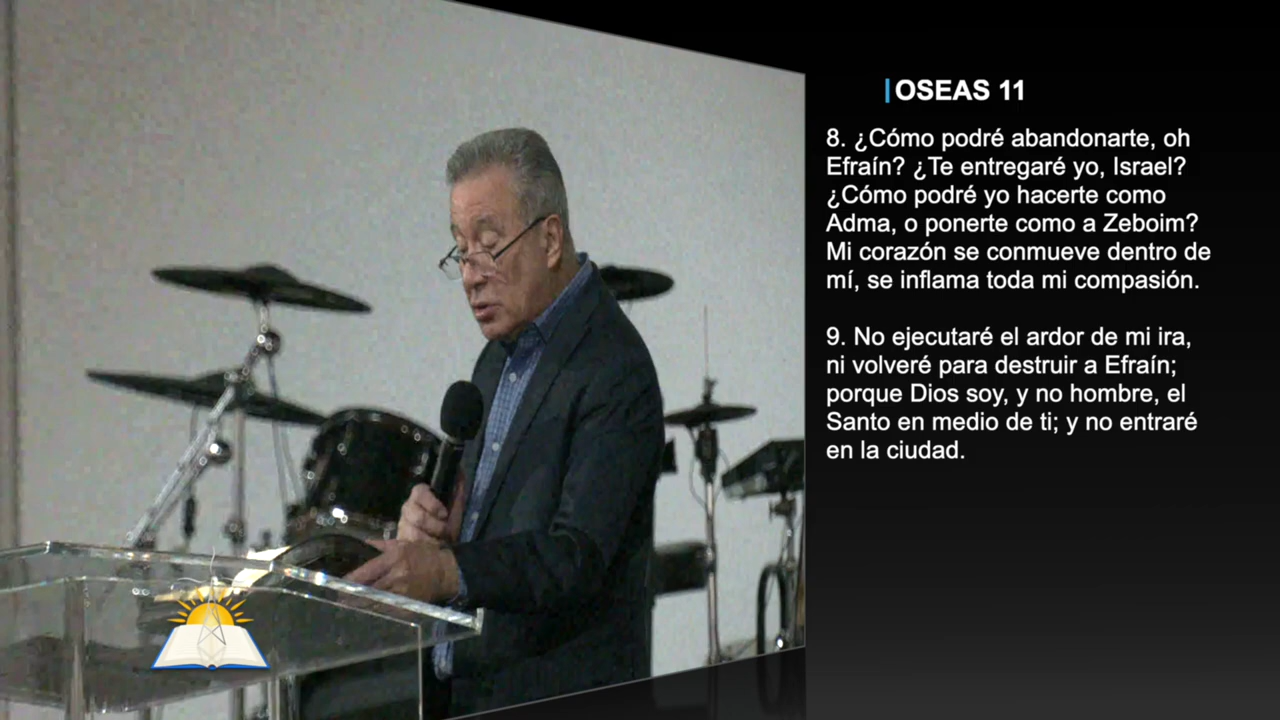 OSEAS 11
8. ¿Cómo podré abandonarte, oh
Efraín? ¿Te entregaré yo, Israel?
¿Cómo podré yo hacerte como
Adma, o ponerte como a Zeboim?
Mi corazón se conmueve dentro de
mí, se inflama toda mi compasión.
9. No ejecutaré el ardor de mi ira,
ni volveré para destruir a Efraín;
porque Dios soy, y no hombre, el
Santo en medio de ti; y no entraré
en la ciudad.